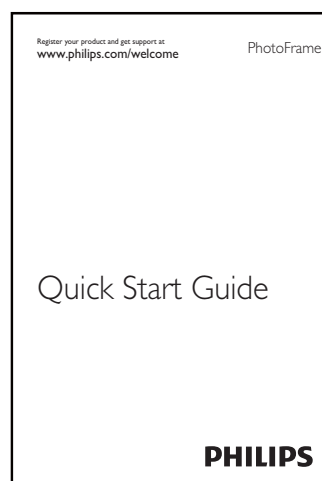 Register your product and get support at
www.philips.com/welcome
PhotoFrame
Quick Start Guide
PHILIPS